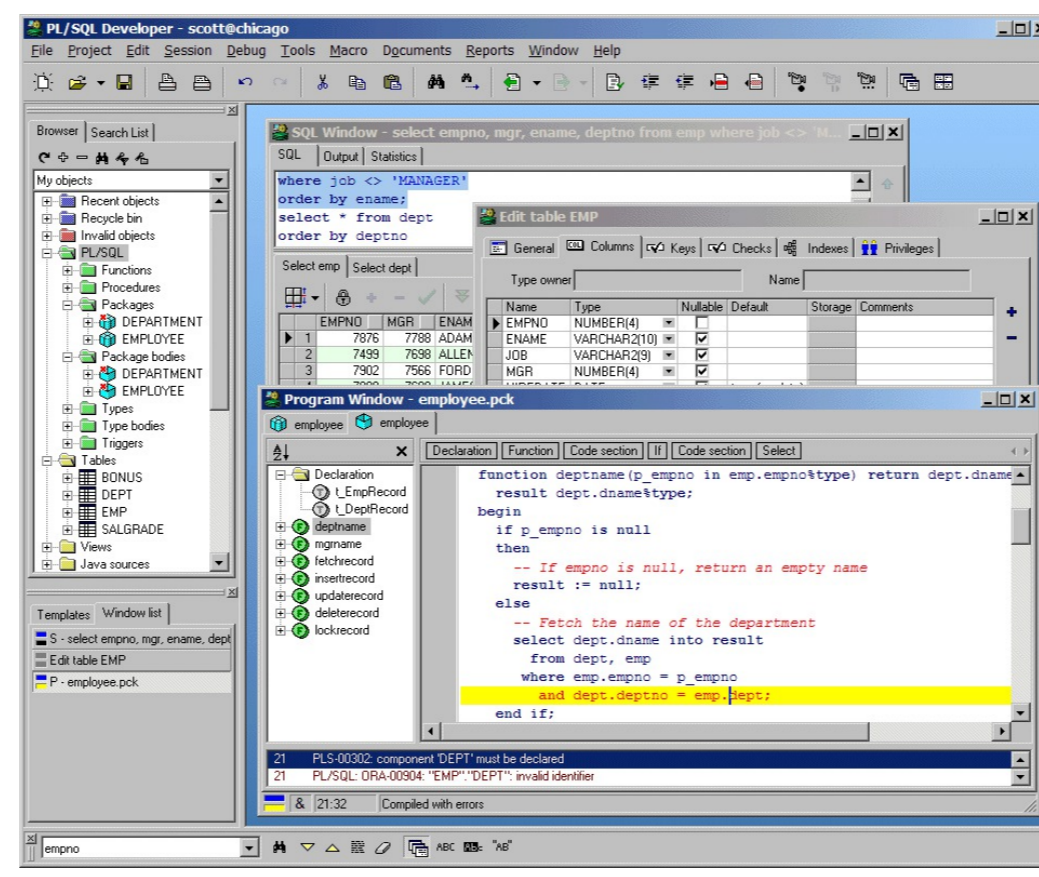 PL/SQL Developer - scott@chicago
File Project Edit Session Debug Tools Macro Documents Reports Window Help
Browser Search List
My objects
Recent objects
Recycle bin
Invalid objects
PL/SQL
Functions
Procedures
Packages
DEPARTMENT
EMPLOYEE
Package bodies
DEPARTMENT
EMPLOYEE
Types
Type bodies
Triggers
Tables
BONUS
DEPT
EMP
SALGRADE
Views
Java sources
Templates Window list
S - select empno, mgr, ename, dept
Edit table EMP
P - employee.pck
SQL Window - select empno, mgr, ename, deptno from emp where job <> 'M...
SQL Output Statistics
where job <> 'MANAGER'
order by ename;
select * from dept
order by deptno
Select emp Select dept
EMPNO MGR ENAM
1 7876 7788 ADAM
2 7499 7698 ALLEN
3 7902 7566 FORD
Edit table EMP
General Columns Keys Checks Indexes Privileges
Type owner Name
Name Type Nullable Default Storage Comments
EMPNO NUMBER(4)
ENAME VARCHAR2(10)
JOB VARCHAR2(9)
MGR NUMBER(4)
Program Window - employee.pck
employee employee
Declaration Function Code section If Code section Select
Declaration
t_EmpRecord
t_DeptRecord
deptname
mgrname
fetchrecord
insertrecord
updaterecord
deleterecord
lockrecord
function deptname(p_empno in emp.empno%type) return dept.dname
result dept.dname%type;
begin
if p_empno is null
then
-- If empno is null, return an empty name
result := null;
else
-- Fetch the name of the department
select dept.dname into result
from dept, emp
where emp.empno = p_empno
and dept.deptno = emp.dept;
end if;
21 PLS-00302: component 'DEPT' must be declared
21 PL/SQL: ORA-00904: "EMP"."DEPT": invalid identifier
& 21:32 Compiled with errors
empno ABC "AB"